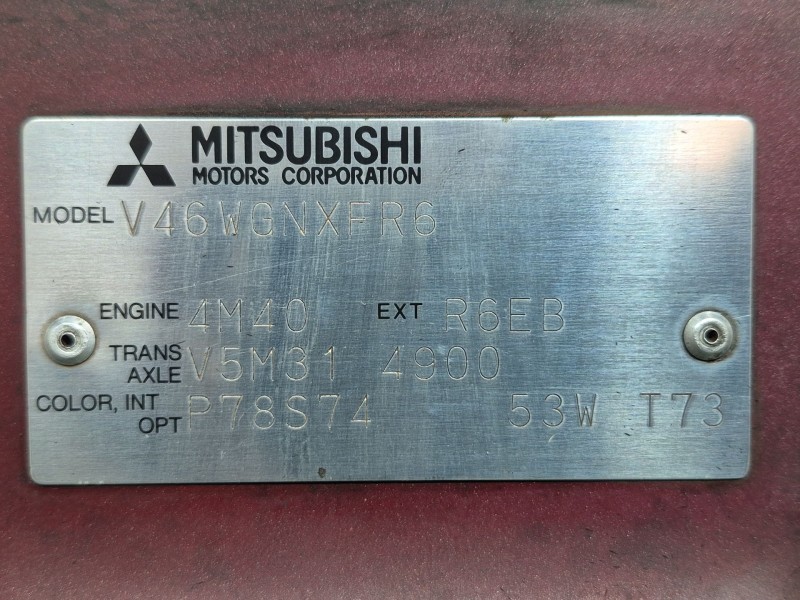 MITSUBISHI
MOTORS CORPORATION
MODEL V46WGNXFR6
ENGINE 4M40 EXT R6EB
TRANS AXLE V5M31 4900
COLOR, INT OPT P78S74 53W T73